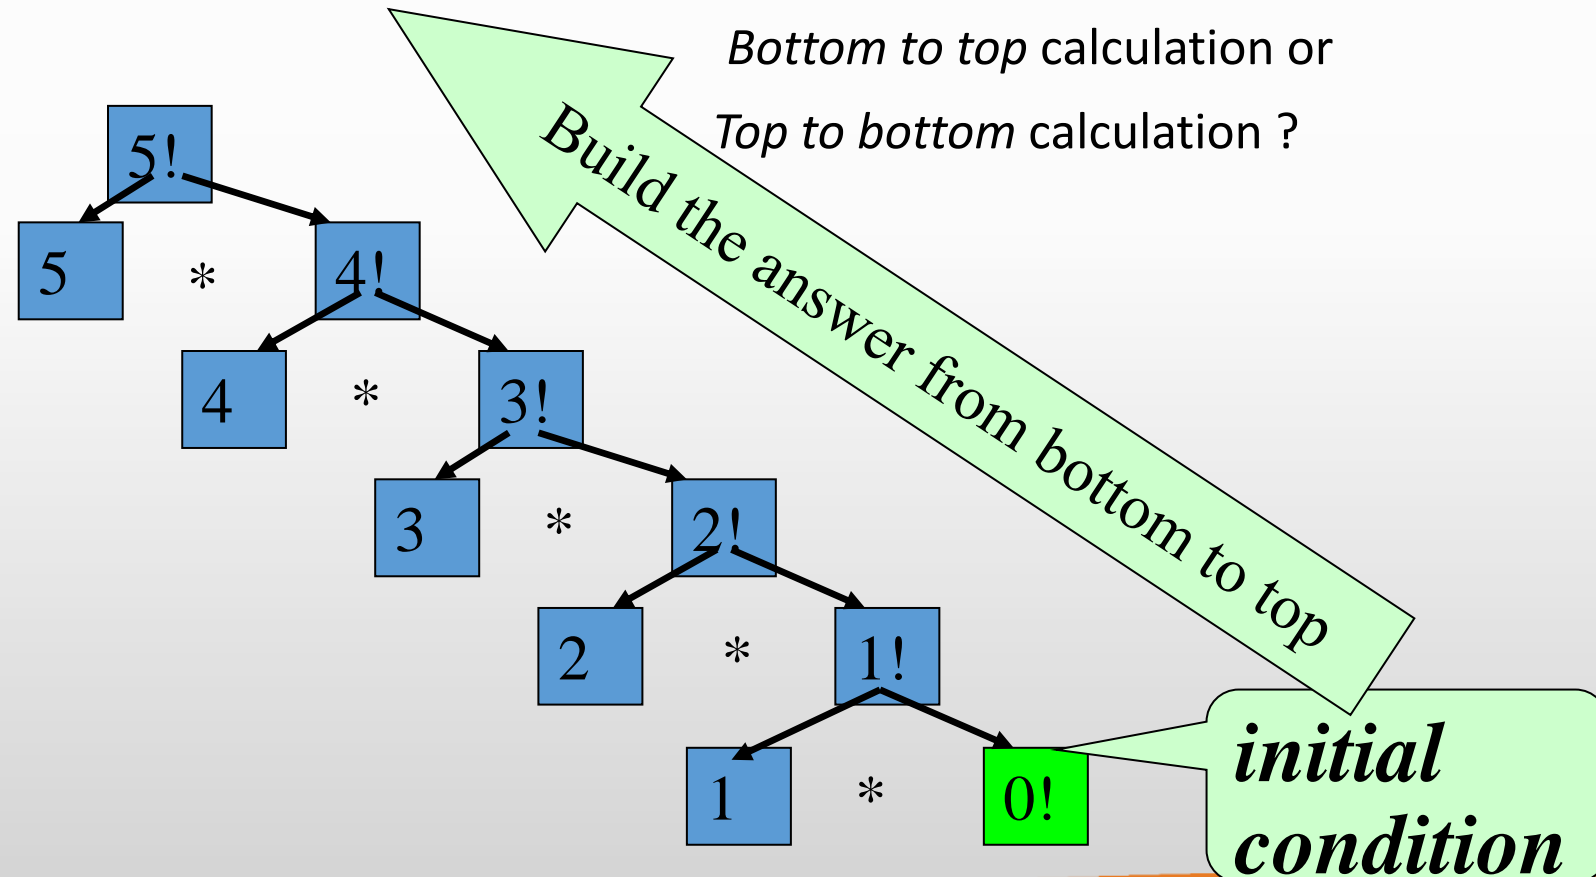 Bottom to top calculation or
Top to bottom calculation ?
Build the answer from bottom to top
5!
5 * 4!
4 * 3!
3 * 2!
2 * 1!
1 * 0!
initial
condition